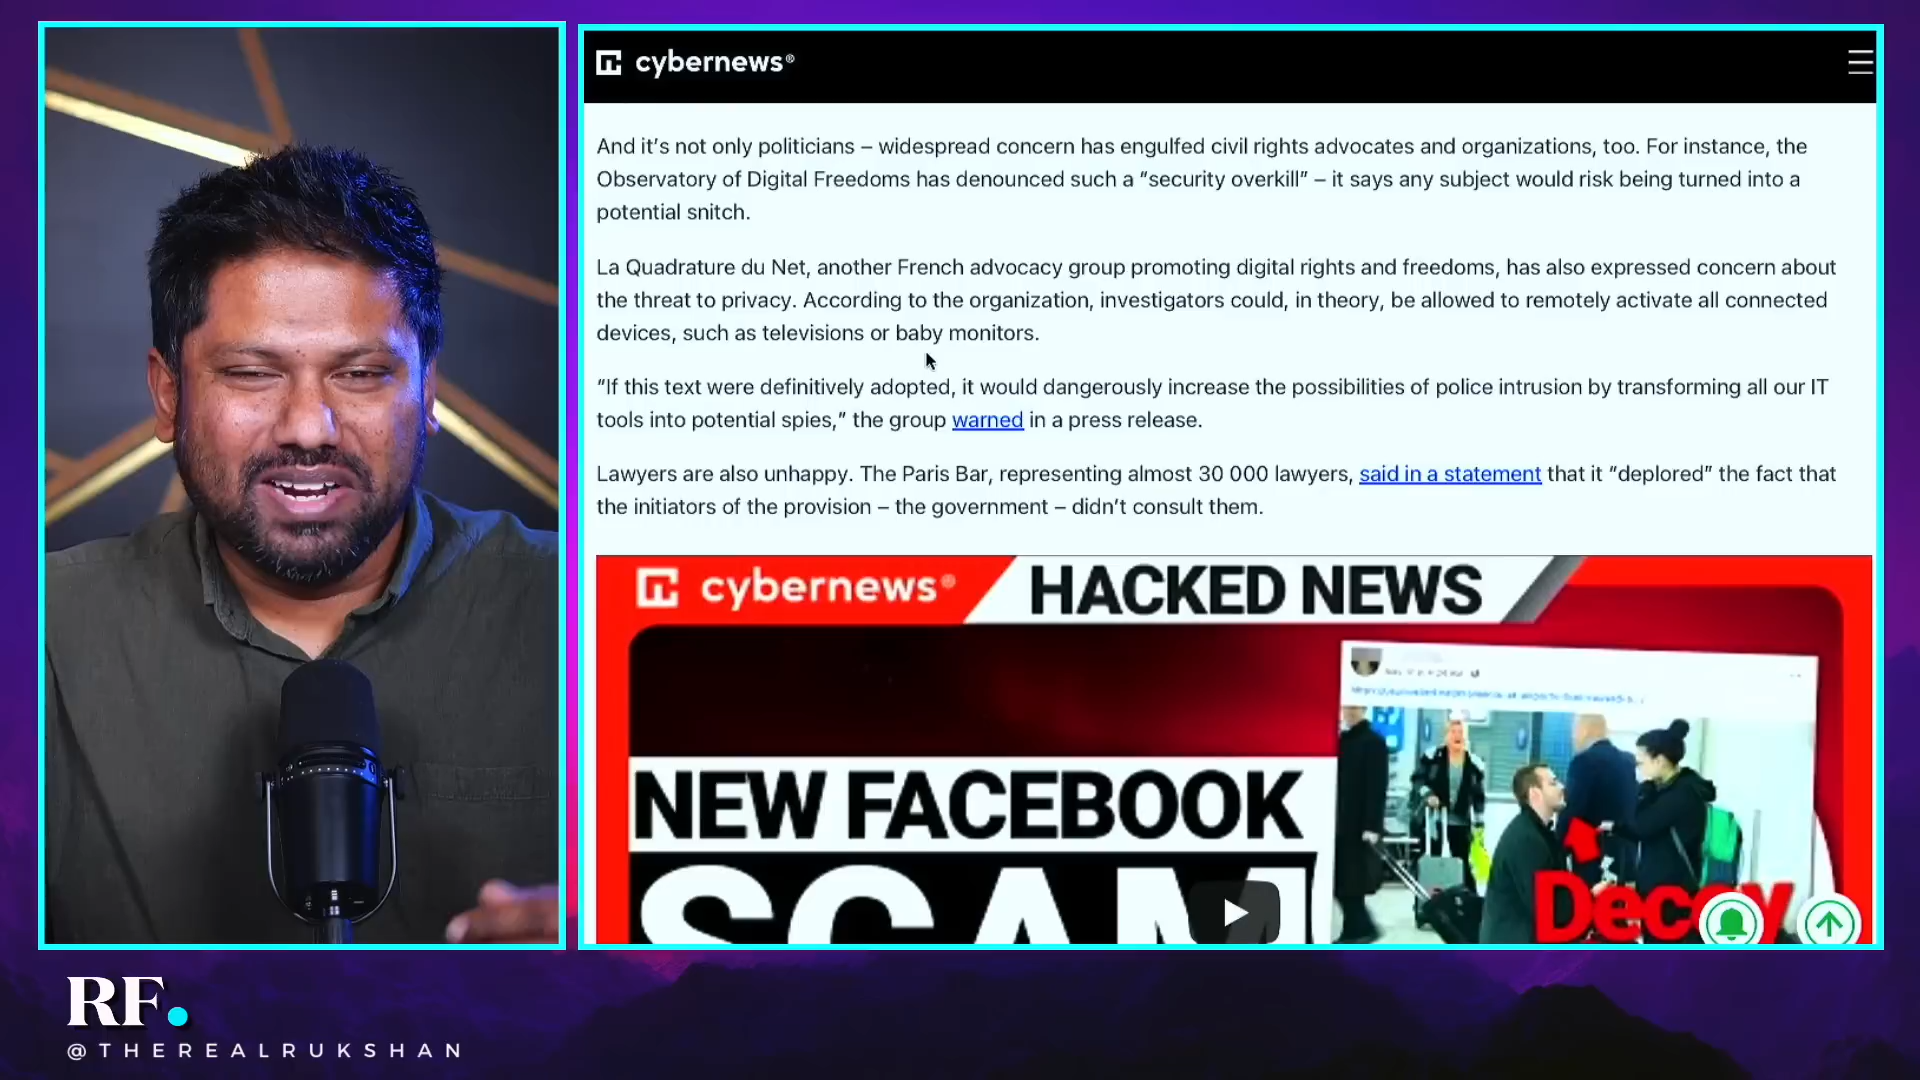 cybernews®
And it’s not only politicians – widespread concern has engulfed civil rights advocates and organizations, too. For instance, the
Observatory of Digital Freedoms has denounced such a “security overkill” – it says any subject would risk being turned into a
potential snitch.
La Quadrature du Net, another French advocacy group promoting digital rights and freedoms, has also expressed concern about
the threat to privacy. According to the organization, investigators could, in theory, be allowed to remotely activate all connected
devices, such as televisions or baby monitors.
”If this text were definitively adopted, it would dangerously increase the possibilities of police intrusion by transforming all our IT
tools into potential spies,” the group warned in a press release.
Lawyers are also unhappy. The Paris Bar, representing almost 30 000 lawyers, said in a statement that it “deplored” the fact that
the initiators of the provision – the government – didn’t consult them.
cybernews®
HACKED NEWS
NEW FACEBOOK
SCAM
Decoy
RF.
@THEREALRUKSHAN